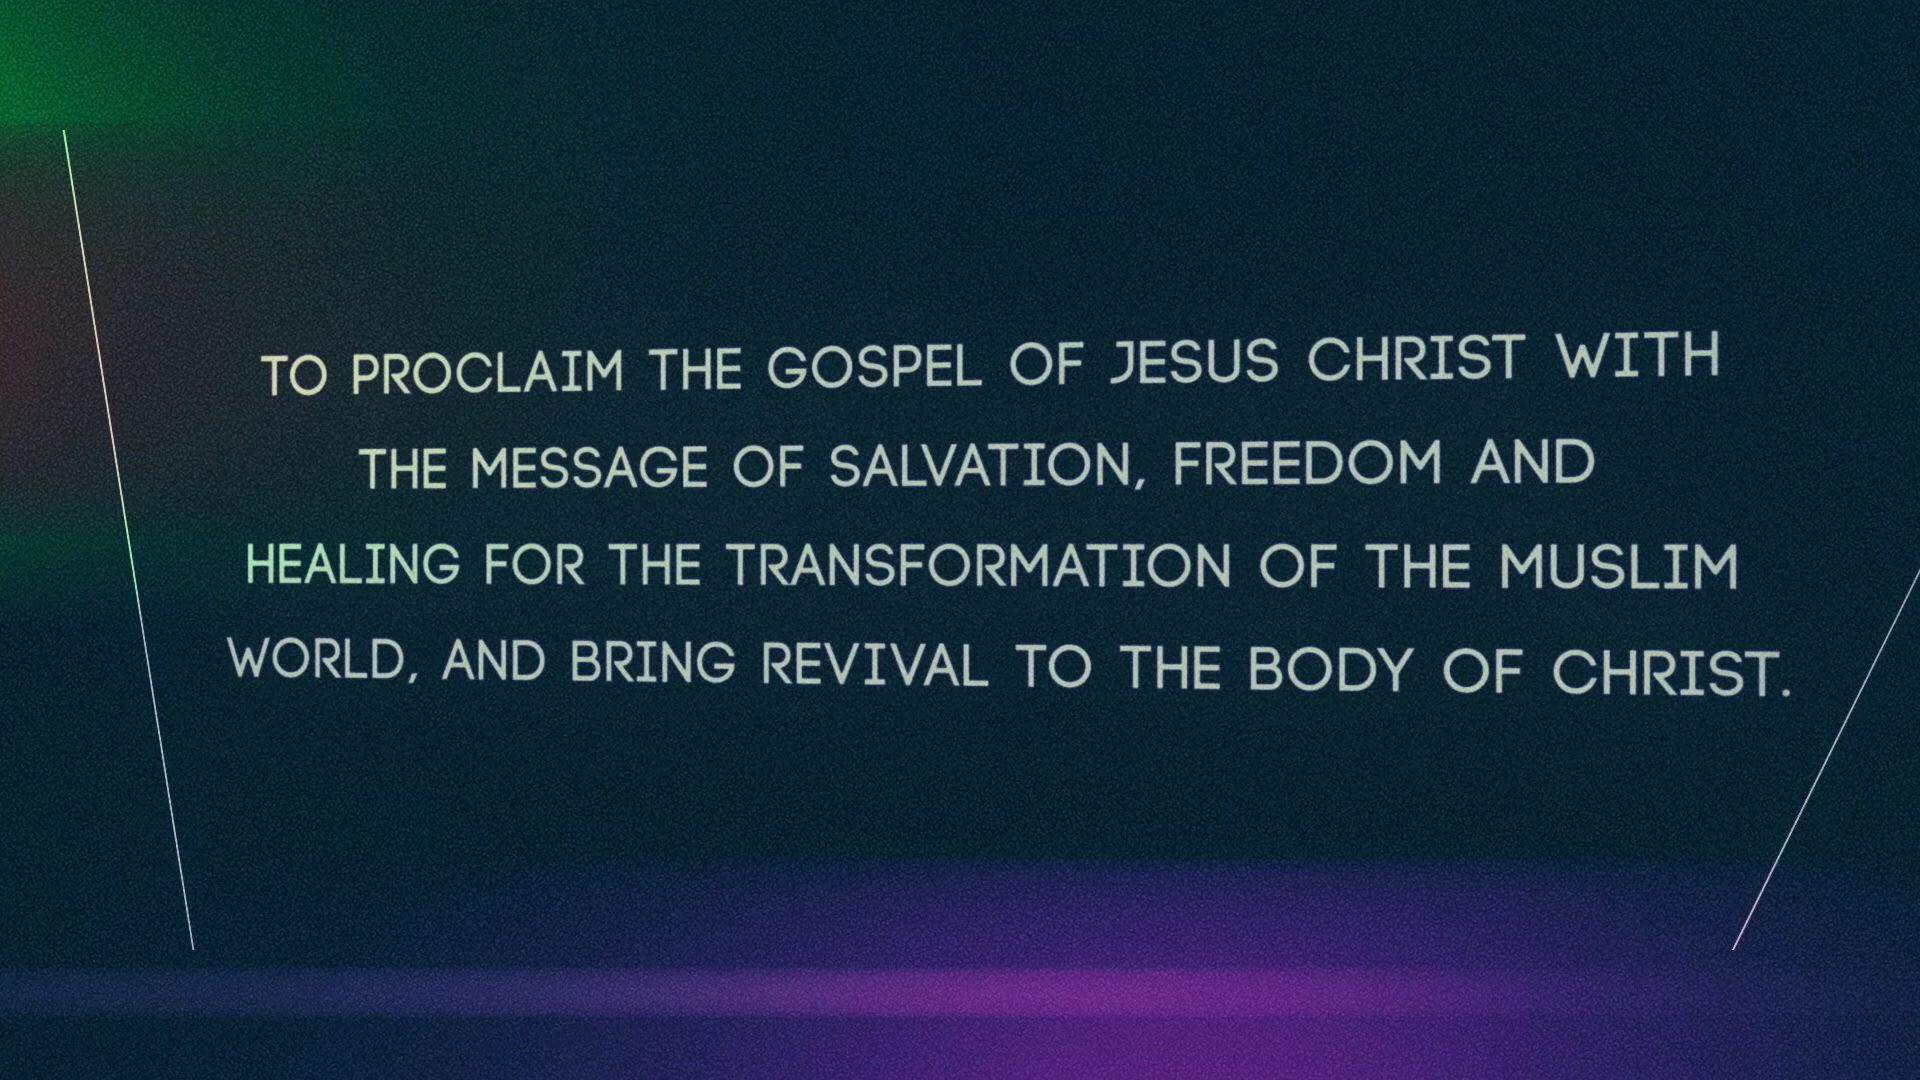 TO PROCLAIM THE GOSPEL OF JESUS CHRIST WITH
THE MESSAGE OF SALVATION, FREEDOM AND
HEALING FOR THE TRANSFORMATION OF THE MUSLIM
WORLD, AND BRING REVIVAL TO THE BODY OF CHRIST.